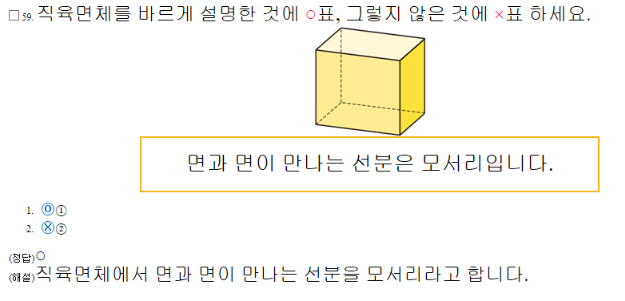 □59. 직육면체를 바르게 설명한 것에 ○표, 그렇지 않은 것에 ×표 하세요.
면과 면이 만나는 선분은 모서리입니다.
1. Ⓞ①
2. ⓧ②
(정답)○
(해설)직육면체에서 면과 면이 만나는 선분을 모서리라고 합니다.